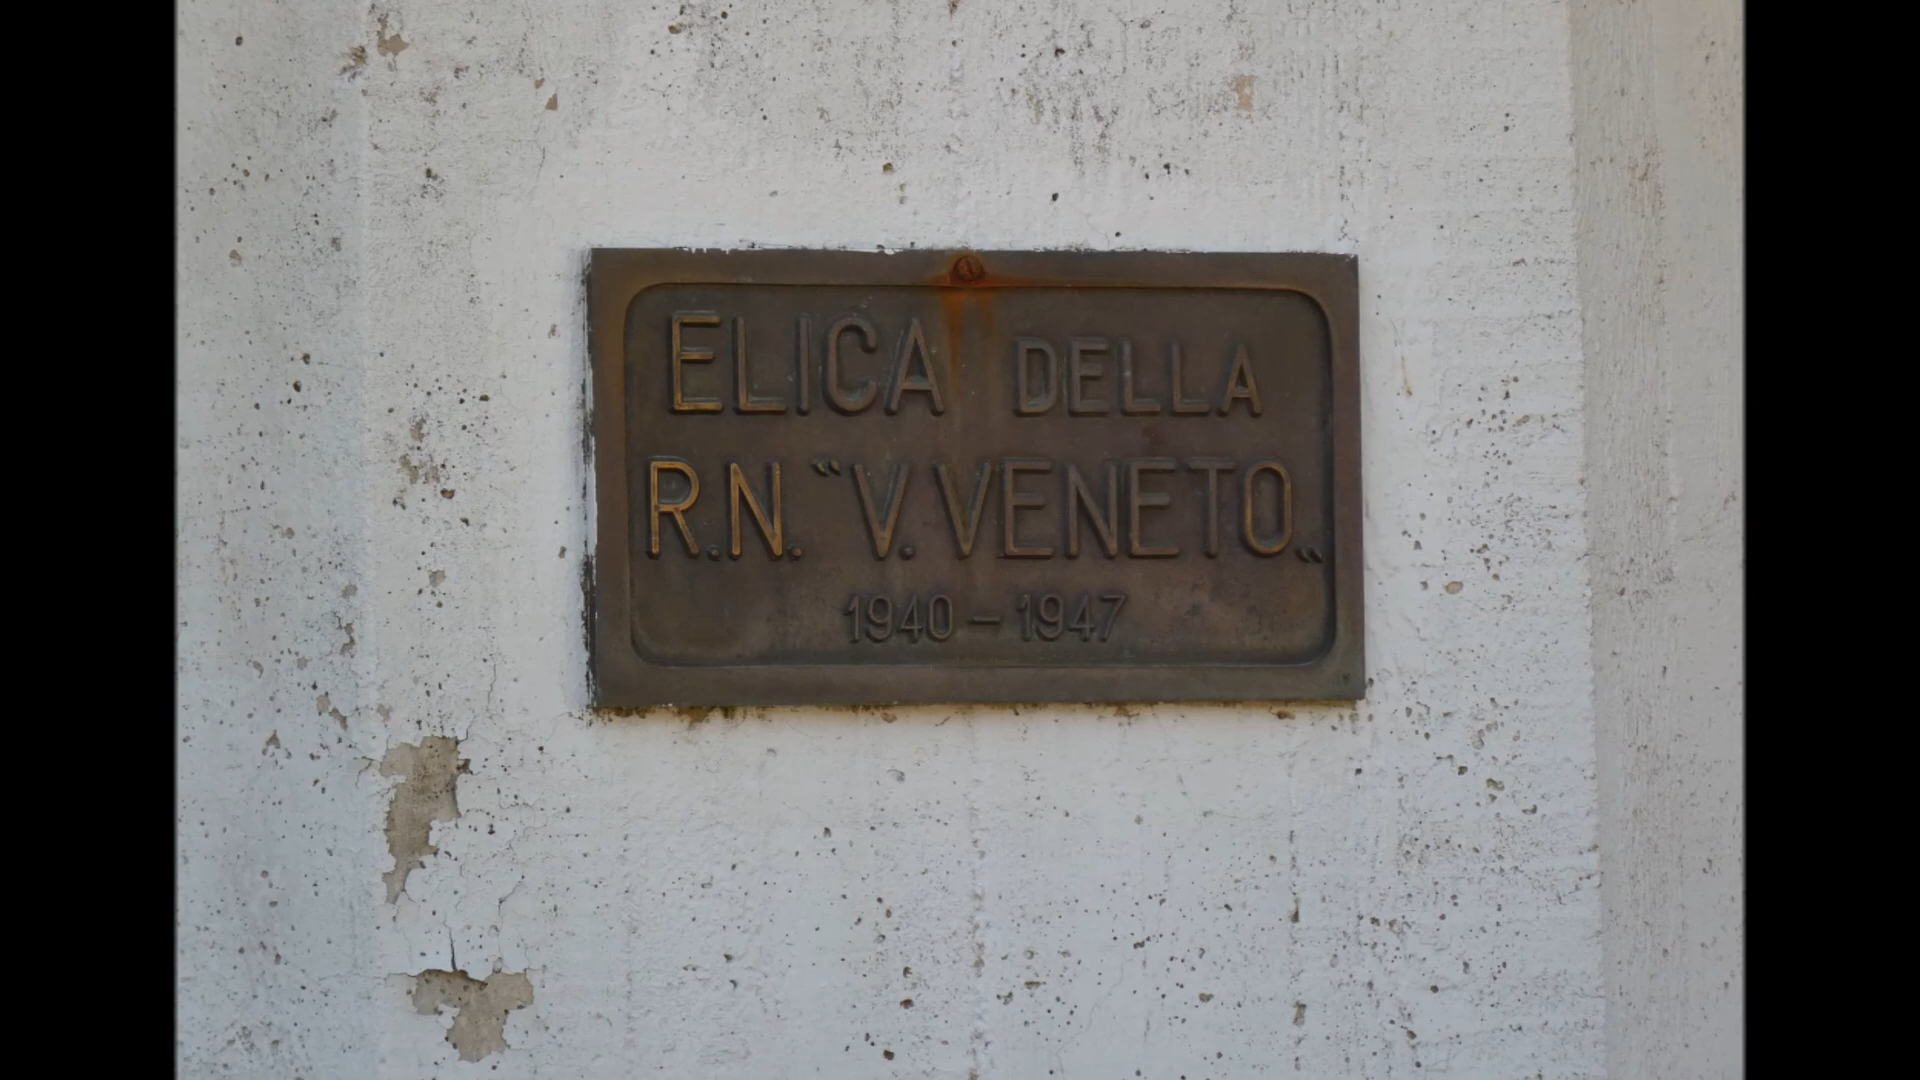 ELICA DELLA
R.N. “V. VENETO„
1940 – 1947